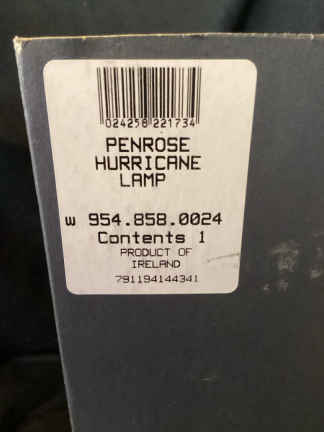 024258 221734
PENROSE
HURRICANE
LAMP
W 954.858.0024
Contents 1
PRODUCT OF
IRELAND
791194144341